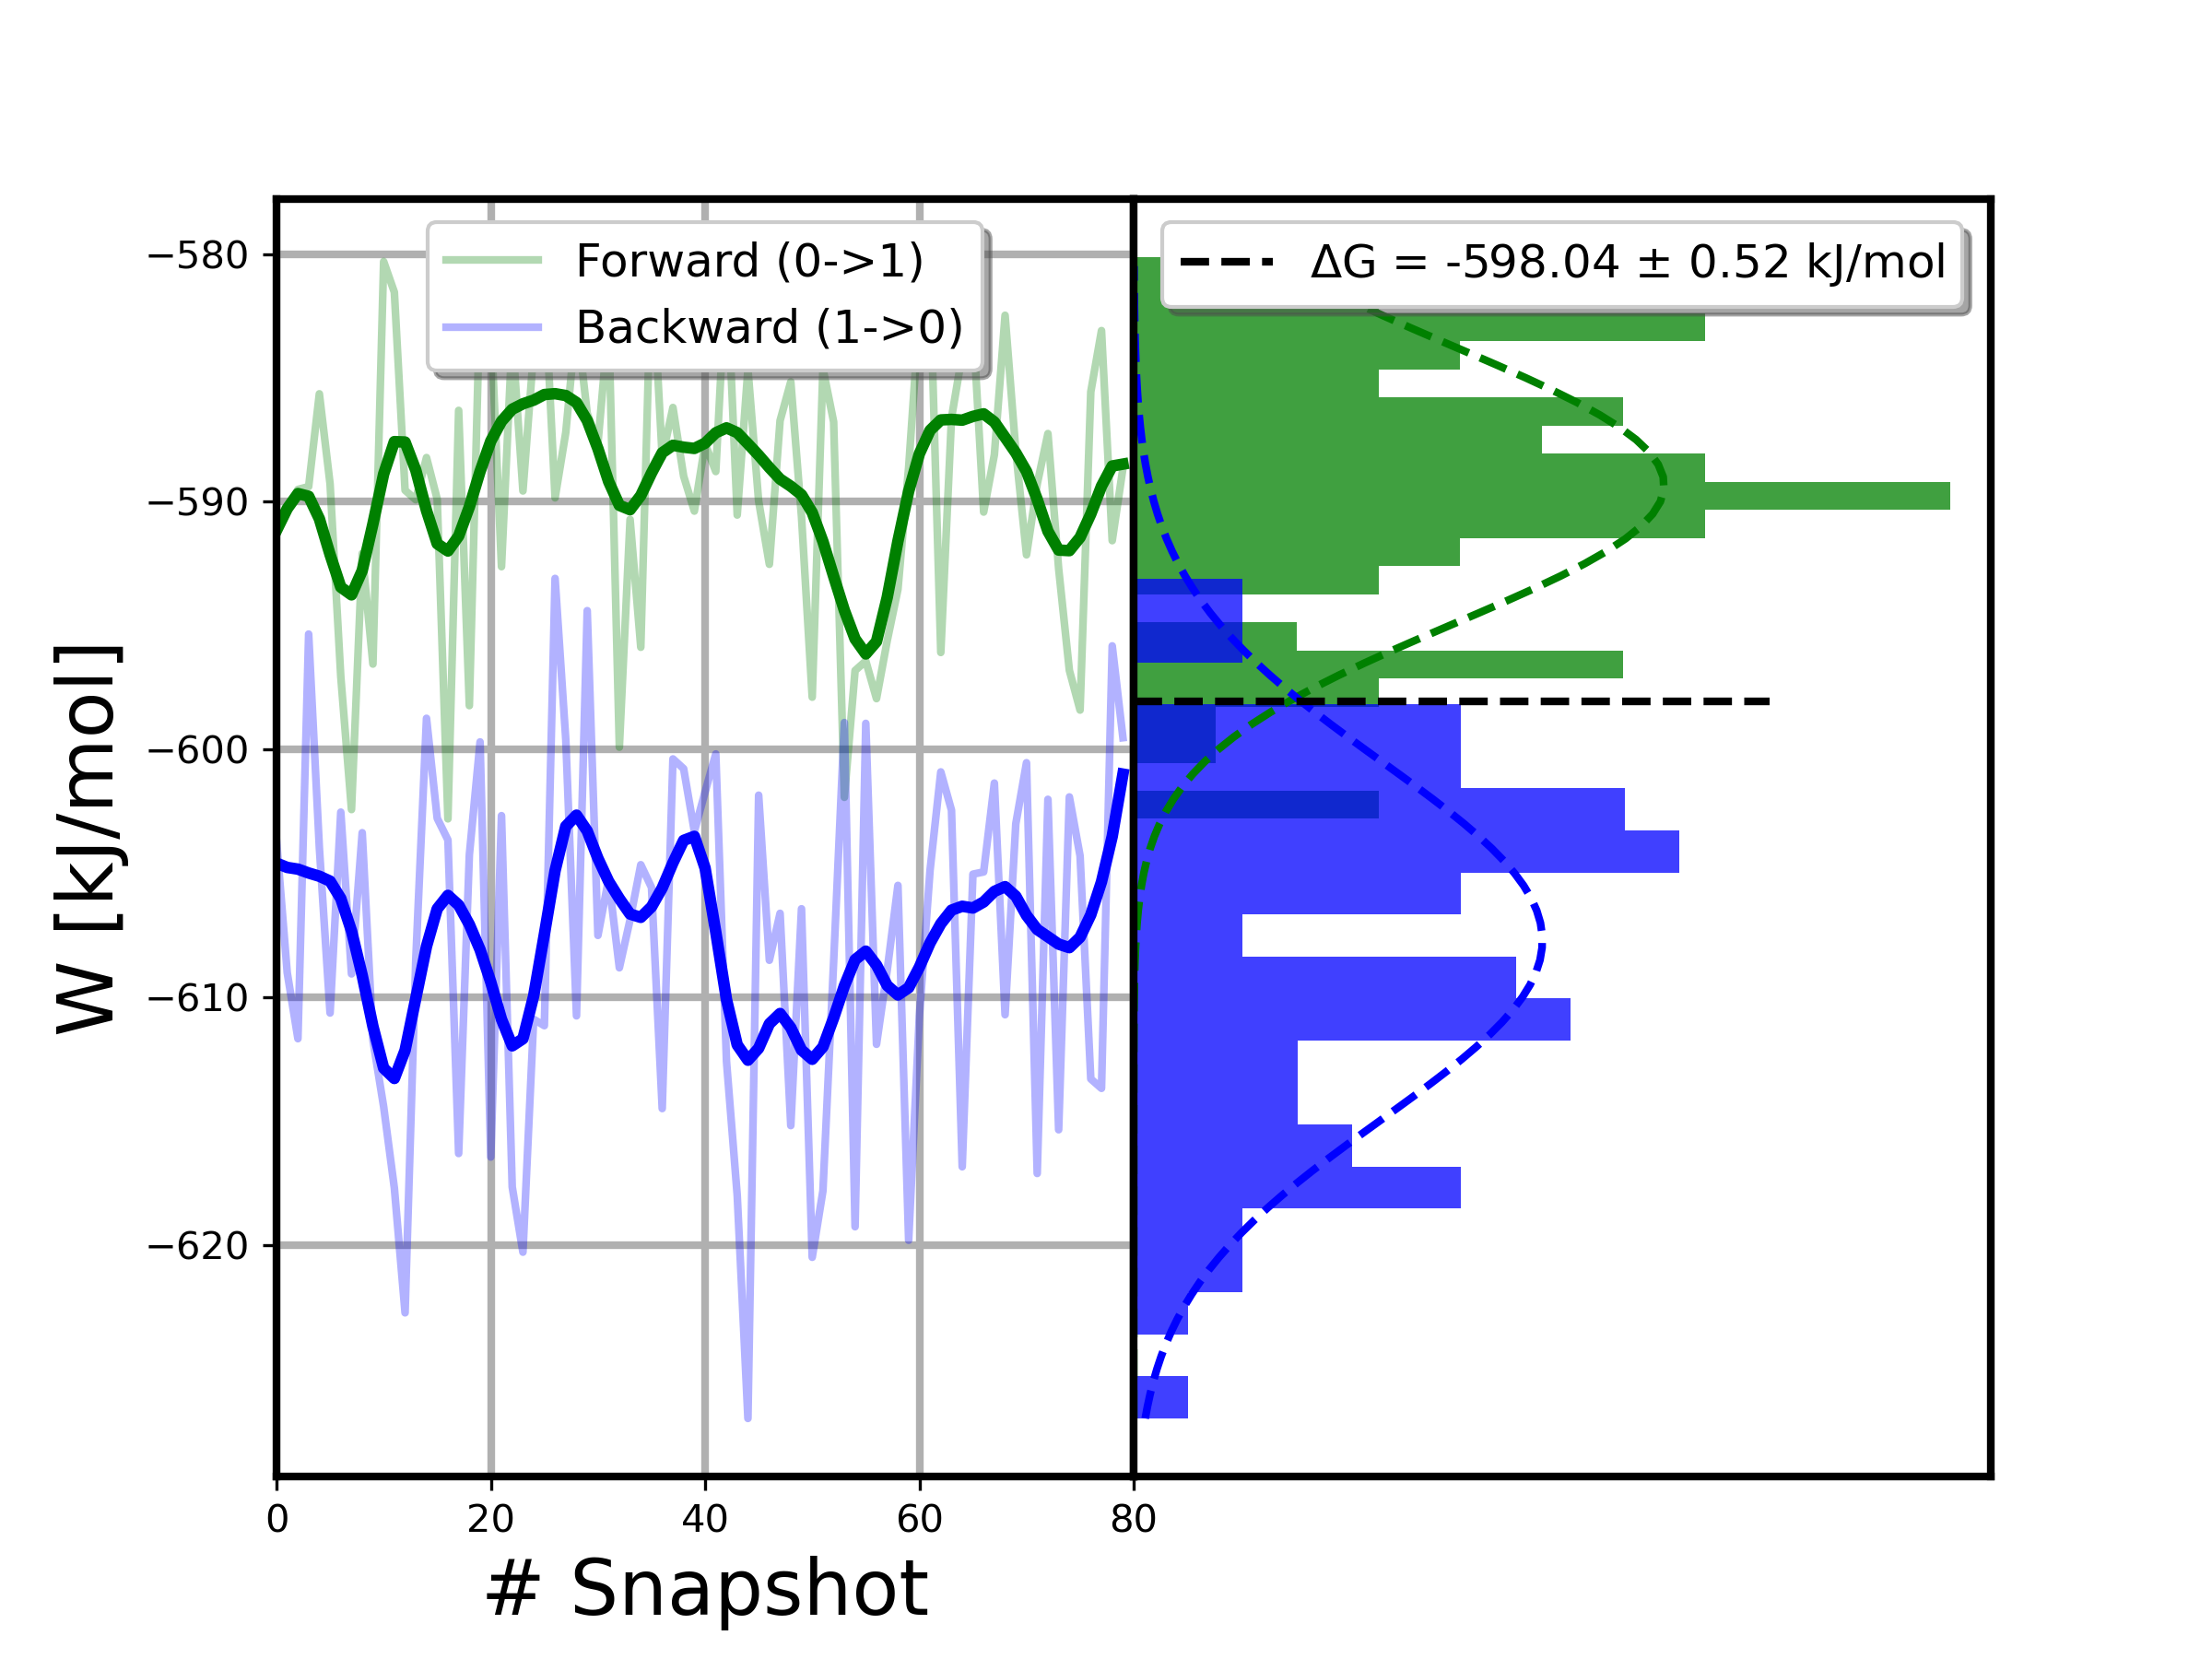 Forward (0->1)
Backward (1->0)
ΔG = -598.04 ± 0.52 kJ/mol
−580
−590
−600
−610
−620
W [kJ/mol]
0 20 40 60 80
# Snapshot